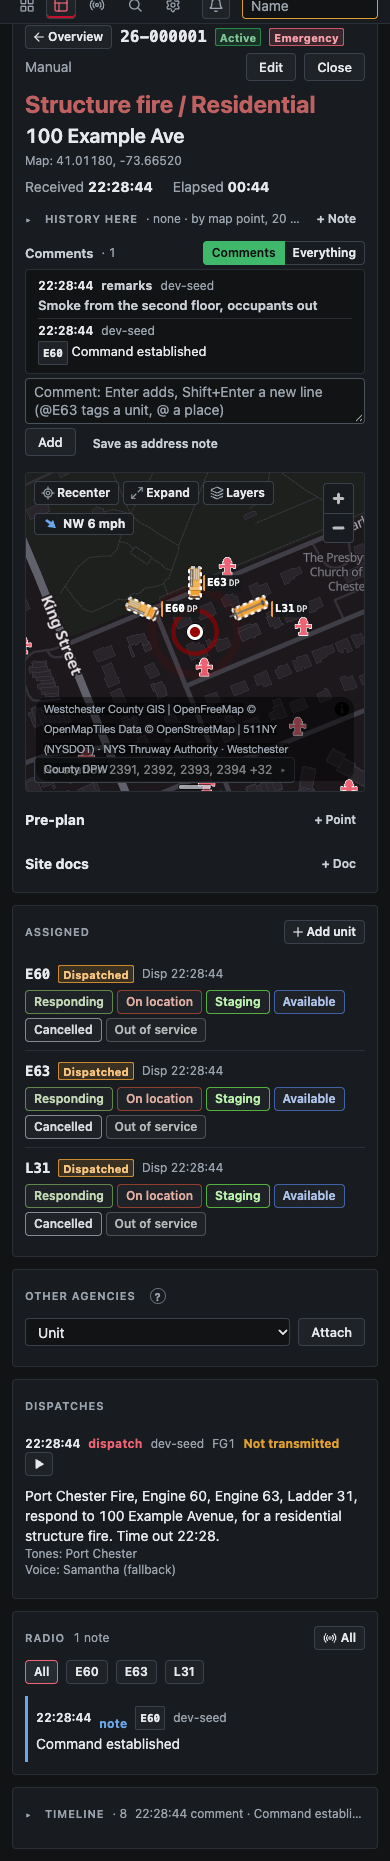 Name
← Overview 26-000001 Active Emergency
Manual Edit Close
Structure fire / Residential
100 Example Ave
Map: 41.01180, -73.66520
Received 22:28:44 Elapsed 00:44
▸ HISTORY HERE · none · by map point, 20 ... + Note
Comments · 1 Comments Everything
22:28:44 remarks dev-seed
Smoke from the second floor, occupants out
22:28:44 dev-seed
E60 Command established
Comment: Enter adds, Shift+Enter a new line
(@E63 tags a unit, @ a place)
Add Save as address note
Recenter Expand Layers +
NW 6 mph −
The Presby
Church of
Cheste
King Street
E63 DP
E60 DP
L31 DP
Westchester County GIS | OpenFreeMap ©
OpenMapTiles Data © OpenStreetMap | 511NY
(NYSDOT) · NYS Thruway Authority · Westchester
County DPW
2391, 2392, 2393, 2394 +32 ▸
Pre-plan + Point
Site docs + Doc
ASSIGNED + Add unit
E60 Dispatched Disp 22:28:44
Responding On location Staging Available
Cancelled Out of service
E63 Dispatched Disp 22:28:44
Responding On location Staging Available
Cancelled Out of service
L31 Dispatched Disp 22:28:44
Responding On location Staging Available
Cancelled Out of service
OTHER AGENCIES ?
Unit Attach
DISPATCHES
22:28:44 dispatch dev-seed FG1 Not transmitted
Port Chester Fire, Engine 60, Engine 63, Ladder 31,
respond to 100 Example Avenue, for a residential
structure fire. Time out 22:28.
Tones: Port Chester
Voice: Samantha (fallback)
RADIO 1 note All
All E60 E63 L31
22:28:44 note E60 dev-seed
Command established
▸ TIMELINE · 8 22:28:44 comment · Command establi...